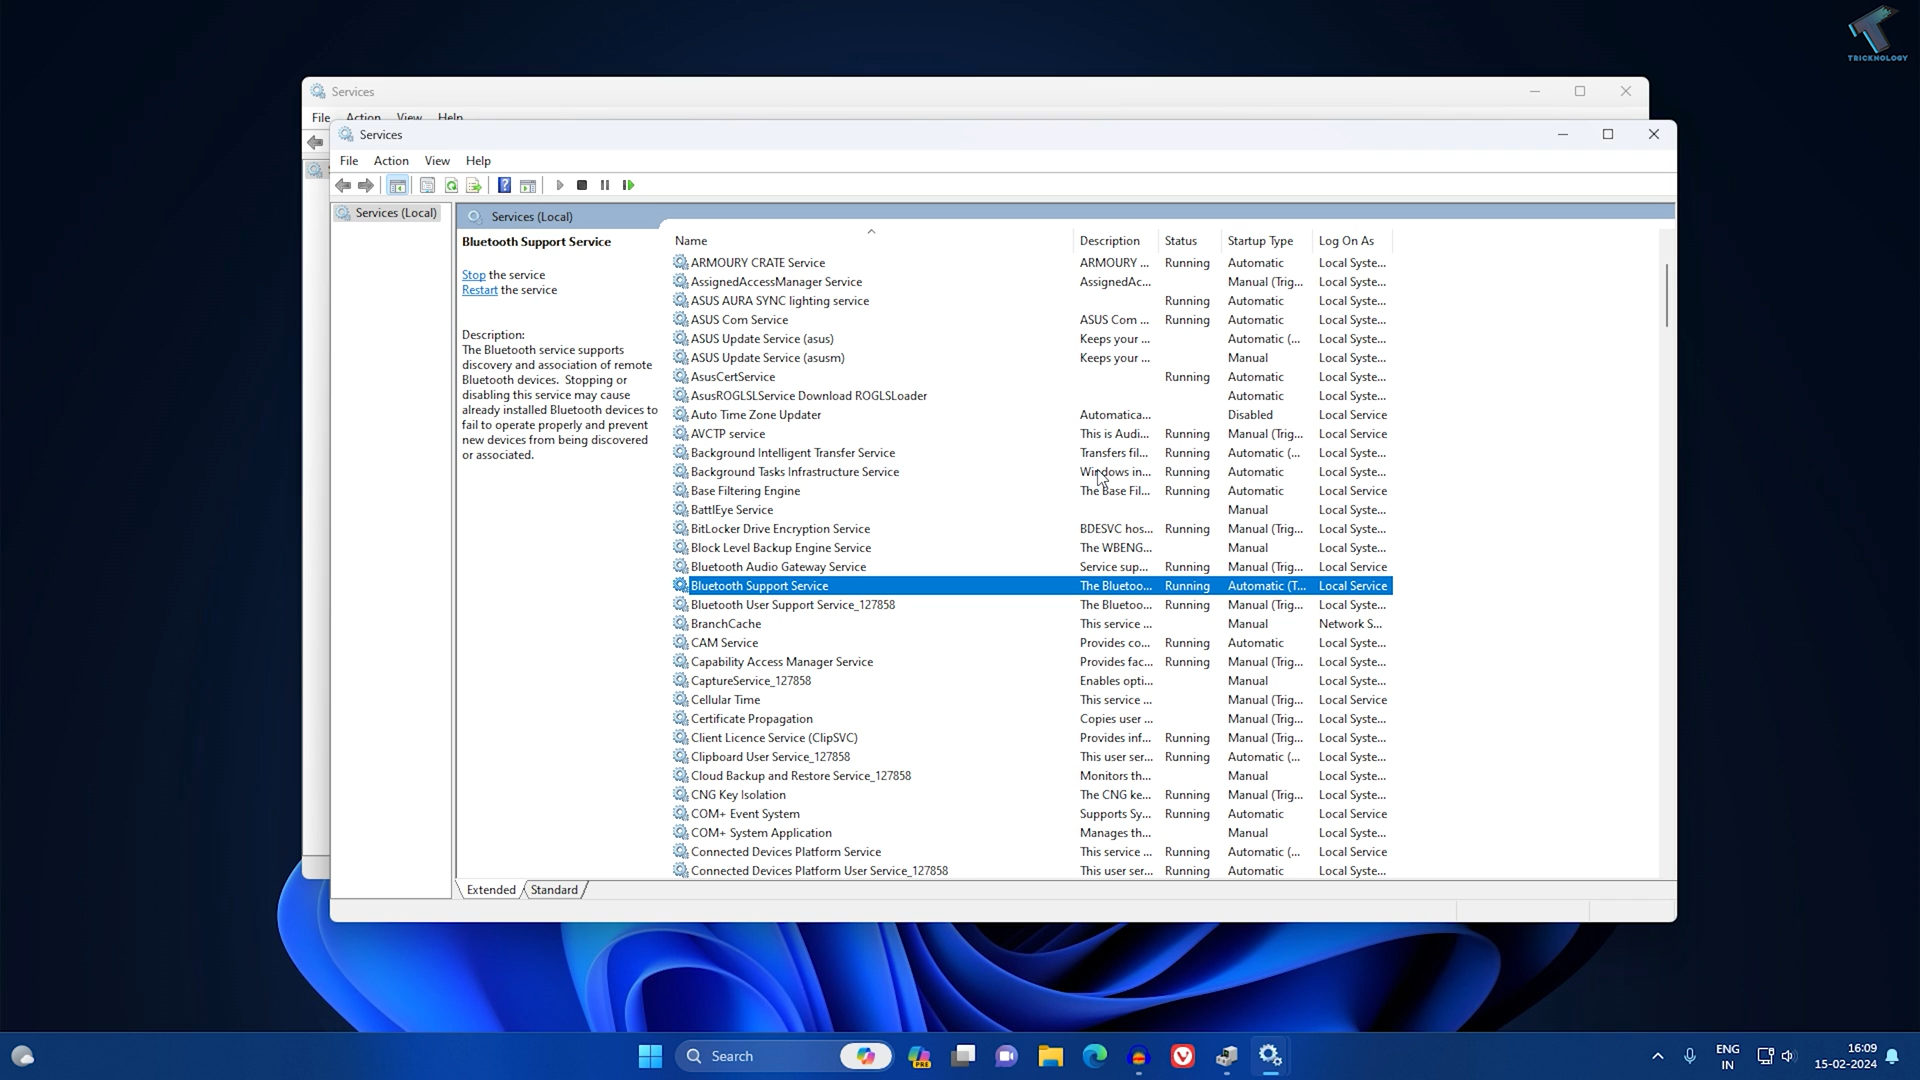 TRICKNOLOGY
Services
File Action View Help
Services
File Action View Help
Services (Local)
Services (Local)
Bluetooth Support Service
Stop the service
Restart the service
Description:
The Bluetooth service supports
discovery and association of remote
Bluetooth devices. Stopping or
disabling this service may cause
already installed Bluetooth devices to
fail to operate properly and prevent
new devices from being discovered
or associated.
Name Description Status Startup Type Log On As
ARMOURY CRATE Service ARMOURY ... Running Automatic Local Syste...
AssignedAccessManager Service AssignedAc... Manual (Trig... Local Syste...
ASUS AURA SYNC lighting service Running Automatic Local Syste...
ASUS Com Service ASUS Com ... Running Automatic Local Syste...
ASUS Update Service (asus) Keeps your ... Automatic (... Local Syste...
ASUS Update Service (asusm) Keeps your ... Manual Local Syste...
AsusCertService Running Automatic Local Syste...
AsusROGLSLService Download ROGLSLoader Automatic Local Syste...
Auto Time Zone Updater Automatica... Disabled Local Service
AVCTP service This is Audi... Running Manual (Trig... Local Service
Background Intelligent Transfer Service Transfers fil... Running Automatic (... Local Syste...
Background Tasks Infrastructure Service Windows in... Running Automatic Local Syste...
Base Filtering Engine The Base Fil... Running Automatic Local Service
BattlEye Service Manual Local Syste...
BitLocker Drive Encryption Service BDESVC hos... Running Manual (Trig... Local Syste...
Block Level Backup Engine Service The WBENG... Manual Local Syste...
Bluetooth Audio Gateway Service Service sup... Running Manual (Trig... Local Service
Bluetooth Support Service The Bluetoo... Running Automatic (T... Local Service
Bluetooth User Support Service_127858 The Bluetoo... Running Manual (Trig... Local Syste...
BranchCache This service ... Manual Network S...
CAM Service Provides co... Running Automatic Local Syste...
Capability Access Manager Service Provides fac... Running Manual (Trig... Local Syste...
CaptureService_127858 Enables opti... Manual Local Syste...
Cellular Time This service ... Manual (Trig... Local Service
Certificate Propagation Copies user ... Manual (Trig... Local Syste...
Client Licence Service (ClipSVC) Provides inf... Running Manual (Trig... Local Syste...
Clipboard User Service_127858 This user ser... Running Automatic (... Local Syste...
Cloud Backup and Restore Service_127858 Monitors th... Manual Local Syste...
CNG Key Isolation The CNG ke... Running Manual (Trig... Local Syste...
COM+ Event System Supports Sy... Running Automatic Local Service
COM+ System Application Manages th... Manual Local Syste...
Connected Devices Platform Service This service ... Running Automatic (... Local Service
Connected Devices Platform User Service_127858 This user ser... Running Automatic Local Syste...
Extended Standard
Search
PRE
ENG
IN
16:09
15-02-2024